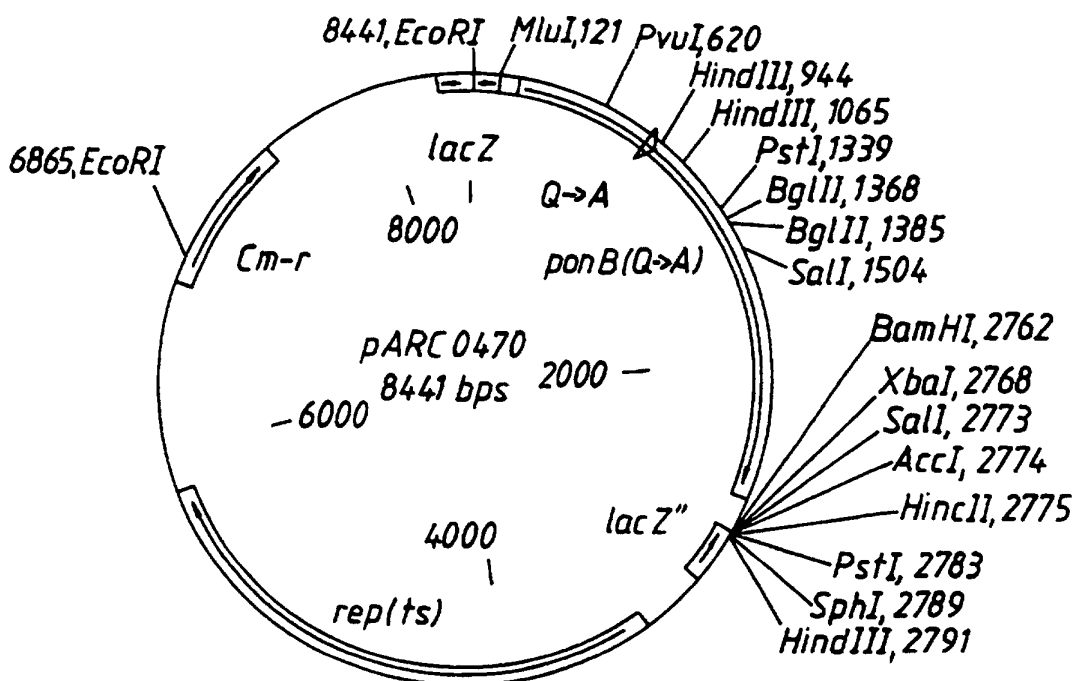 8441,EcoRI
MluI,121
PvuI,620
HindIII,944
HindIII, 1065
PstI,1339
BglII, 1368
BglII, 1385
SalI, 1504
6865,EcoRI
lacZ
8000
Q→A
Cm-r
ponB(Q→A)
BamHI, 2762
pARC 0470
8441 bps
2000
XbaI, 2768
6000
SalI, 2773
AccI, 2774
HincII, 2775
lacZ"
4000
PstI, 2783
SphI, 2789
rep(ts)
HindIII, 2791